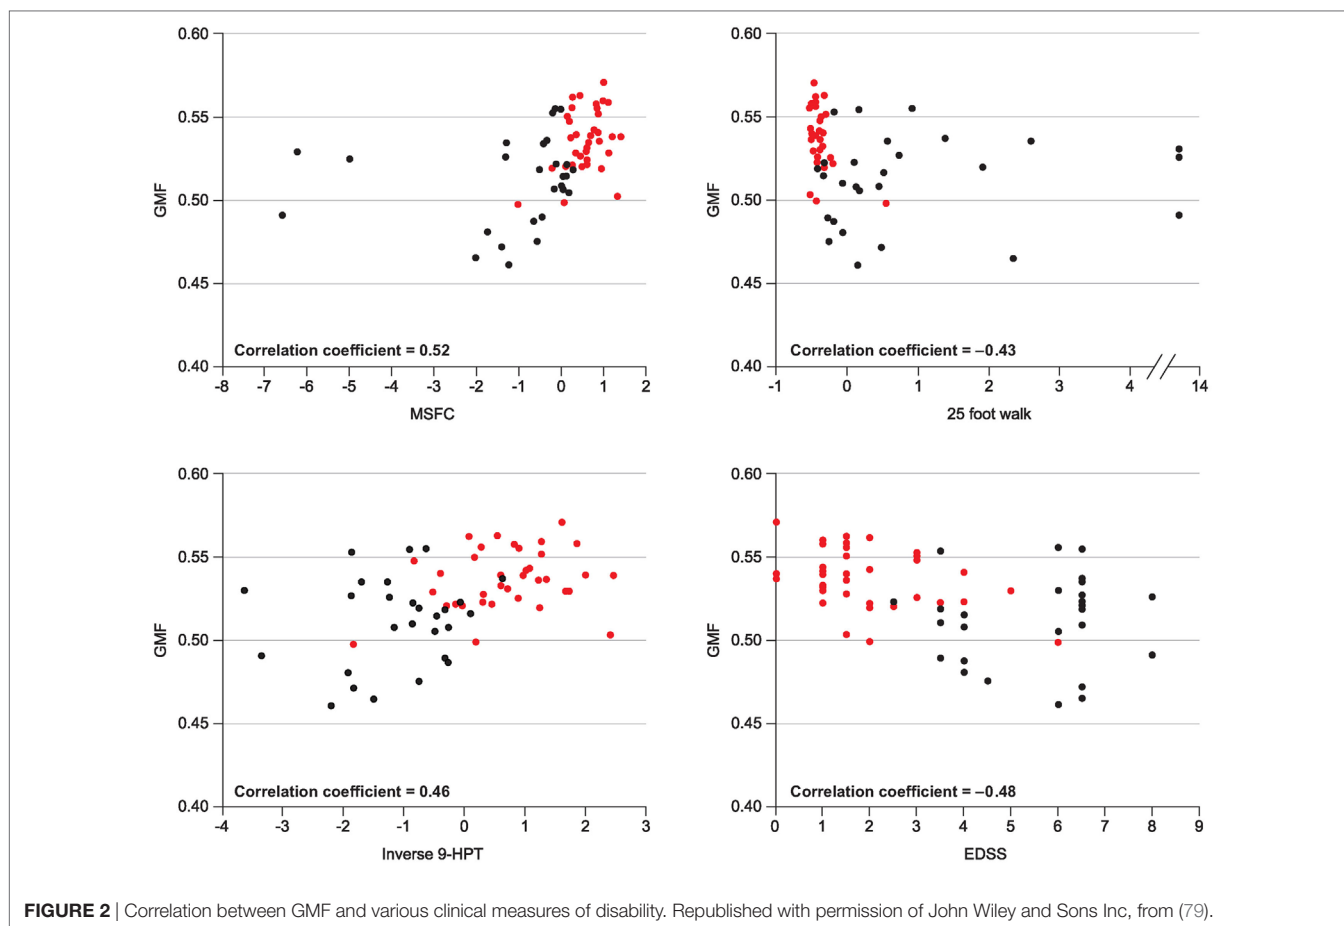 0.60
0.55
0.50
0.45
0.40
GMF
Correlation coefficient = 0.52
-8 -7 -6 -5 -4 -3 -2 -1 0 1 2
MSFC
0.60
0.55
0.50
0.45
0.40
GMF
Correlation coefficient = –0.43
-1 0 1 2 3 4 14
25 foot walk
0.60
0.55
0.50
0.45
0.40
GMF
Correlation coefficient = 0.46
-4 -3 -2 -1 0 1 2 3
Inverse 9-HPT
0.60
0.55
0.50
0.45
0.40
GMF
Correlation coefficient = –0.48
0 1 2 3 4 5 6 7 8 9
EDSS
FIGURE 2 | Correlation between GMF and various clinical measures of disability. Republished with permission of John Wiley and Sons Inc, from (79).